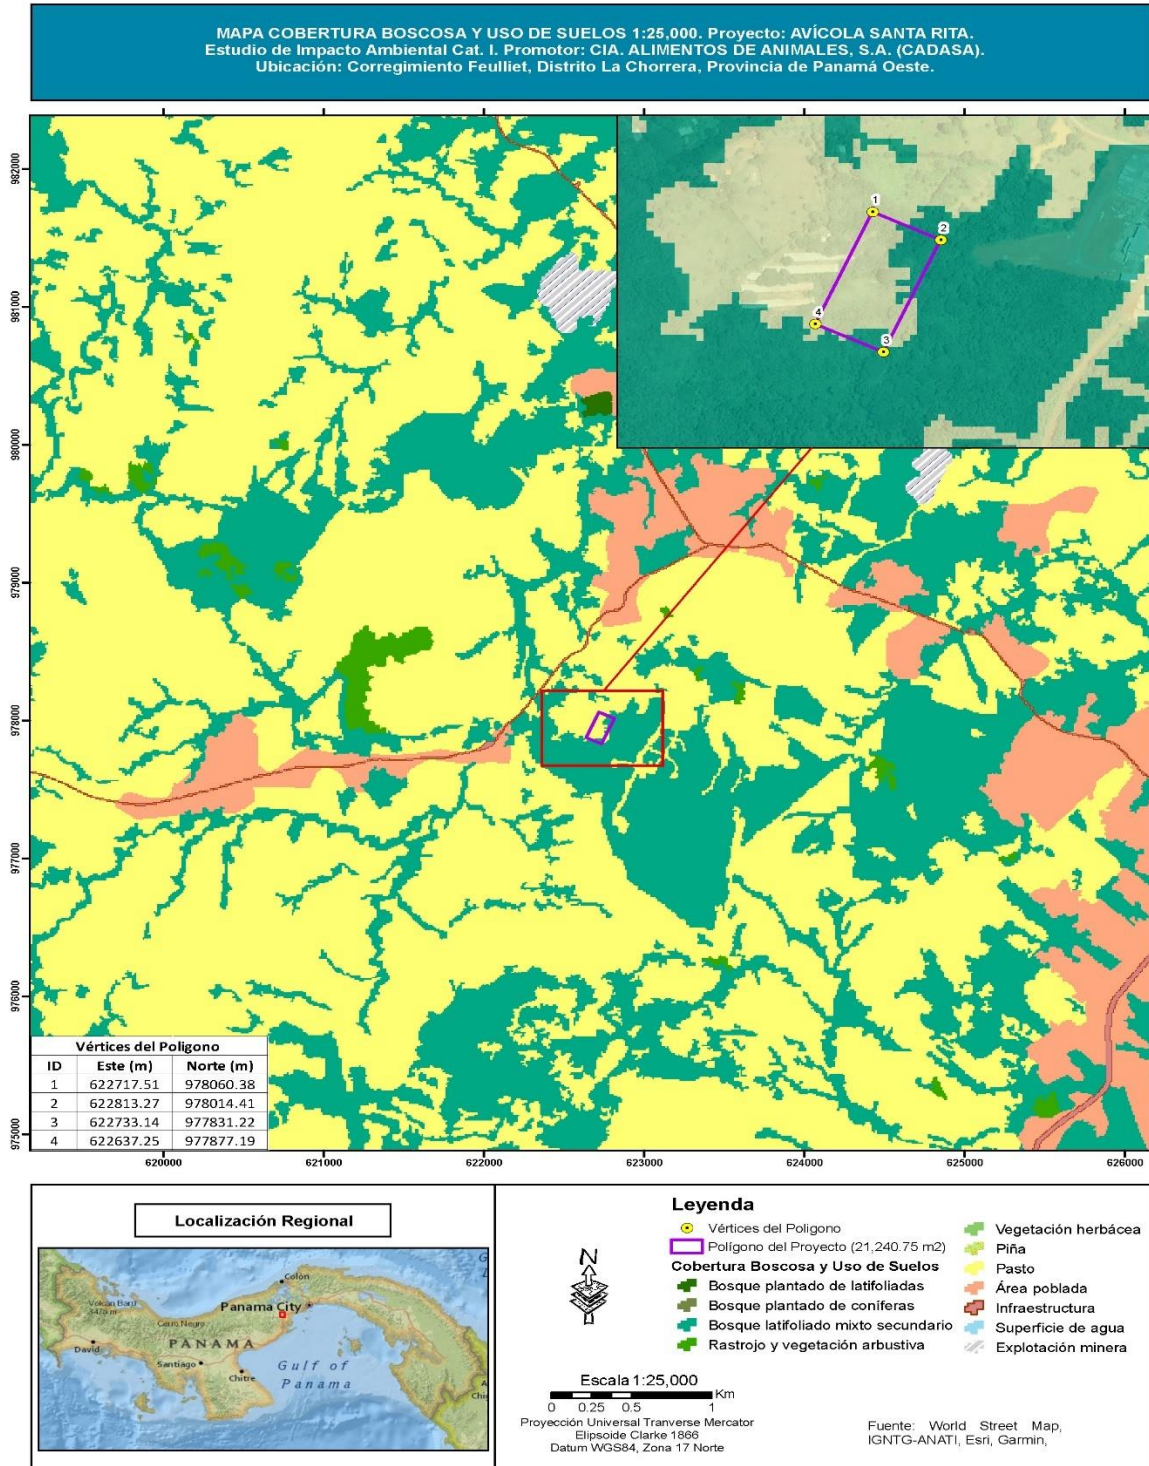 MAPA COBERTURA BOSCOSA Y USO DE SUELOS 1:25,000. Proyecto: AVÍCOLA SANTA RITA.
Estudio de Impacto Ambiental Cat. I. Promotor: CIA. ALIMENTOS DE ANIMALES, S.A. (CADASA).
Ubicación: Corregimiento Feulliet, Distrito La Chorrera, Provincia de Panamá Oeste.
982000
981000
980000
979000
978000
977000
976000
975000
1
2
3
4
Vértices del Poligono
ID Este (m) Norte (m)
1 622717.51 978060.38
2 622813.27 978014.41
3 622733.14 977831.22
4 622637.25 977877.19
620000 621000 622000 623000 624000 625000 626000
Localización Regional
Colón
Panama City
PANAMA
David
Santiago
Chitre
Gulf of
Panama
N
Leyenda
Vértices del Poligono
Polígono del Proyecto (21,240.75 m2)
Cobertura Boscosa y Uso de Suelos
Bosque plantado de latifoliadas
Bosque plantado de coníferas
Bosque latifoliado mixto secundario
Rastrojo y vegetación arbustiva
Vegetación herbácea
Piña
Pasto
Área poblada
Infraestructura
Superficie de agua
Explotación minera
Escala 1:25,000
Km
0 0.25 0.5 1
Proyección Universal Tranverse Mercator
Elipsoide Clarke 1866
Datum WGS84, Zona 17 Norte
Fuente: World Street Map,
IGNTG-ANATI, Esri, Garmin,